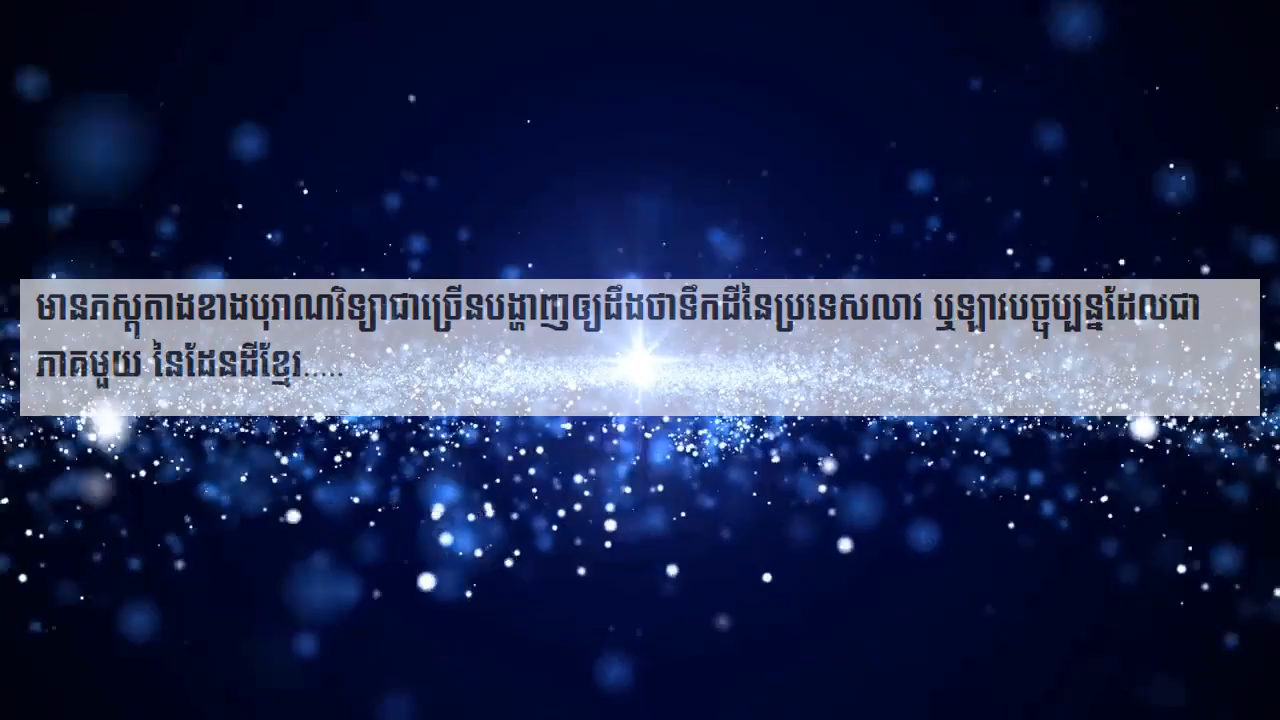 មានភស្តុតាងខាងបុរាណវិទ្យាជាច្រើនបង្ហាញឲ្យដឹងថាទឹកដីនៃប្រទេសលាវ ឬឡាវបច្ចុប្បន្នដែលជា
ភាគមួយ នៃដែនដីខ្មែរ.....